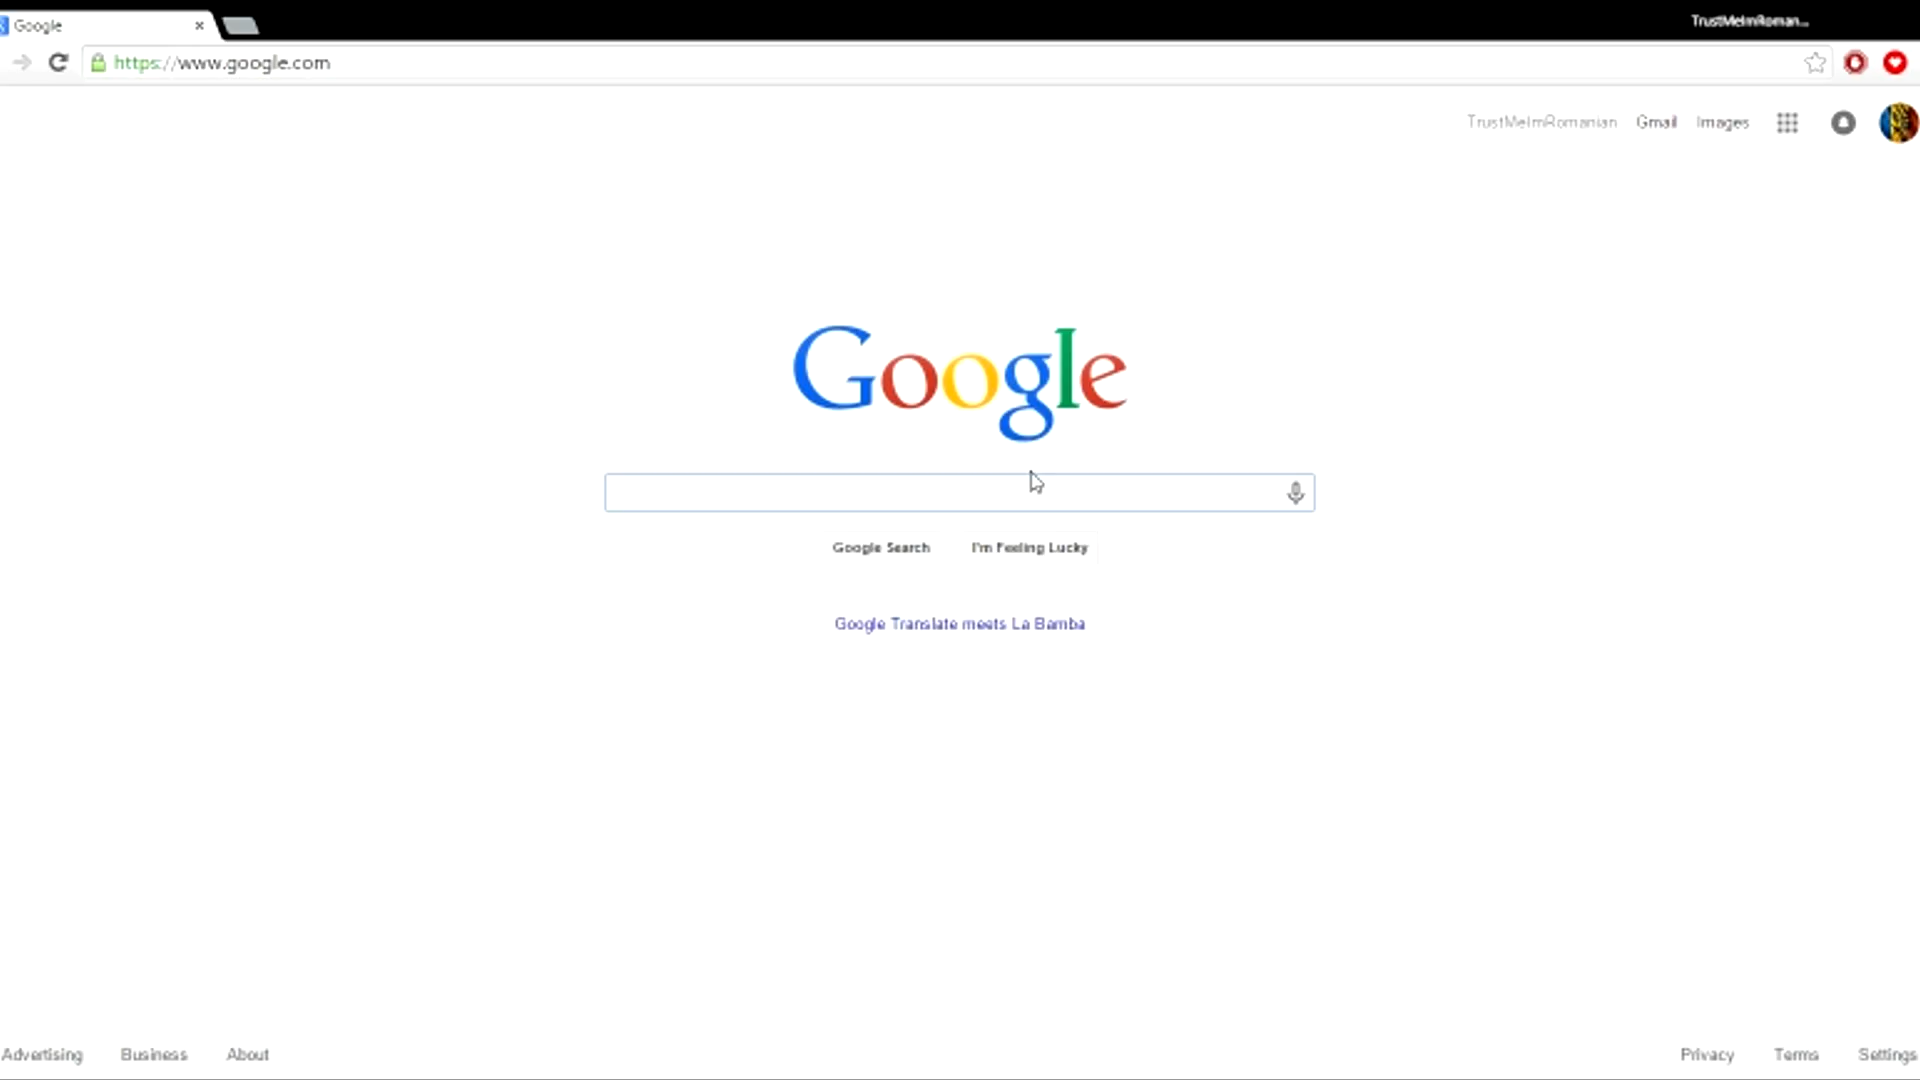 Google
TrustMeImRoman...
https://www.google.com
TrustMeImRomanian Gmail Images
Google
Google Search I'm Feeling Lucky
Google Translate meets La Bamba
Advertising Business About Privacy Terms Settings